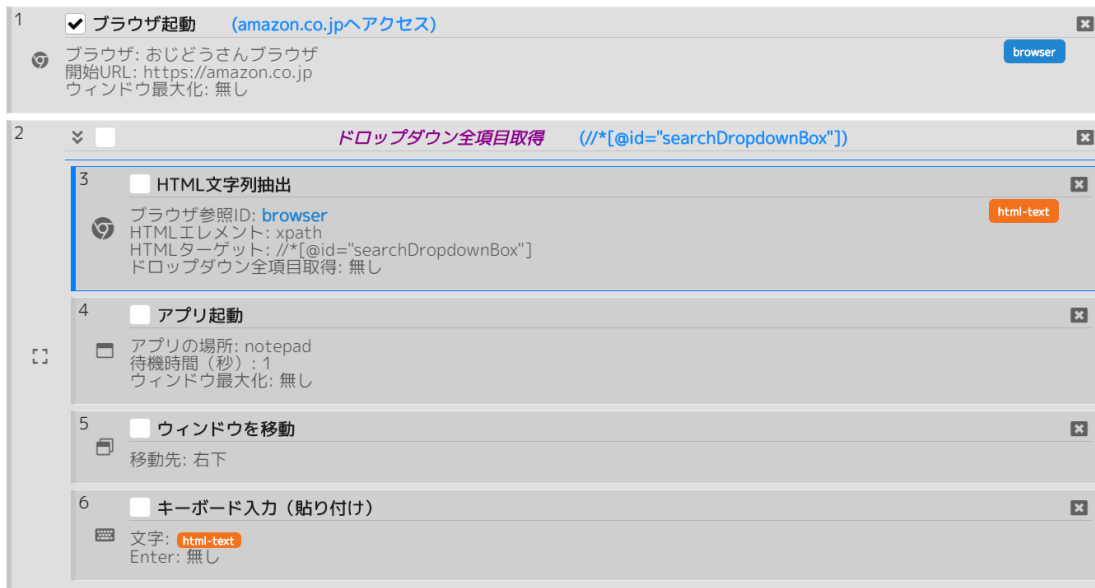 1
ブラウザ起動 (amazon.co.jpへアクセス)
ブラウザ: おじどうさんブラウザ
browser
開始URL: https://amazon.co.jp
ウィンドウ最大化: 無し
2
ドロップダウン全項目取得 (//*[@id="searchDropdownBox"])
3
HTML文字列抽出
ブラウザ参照ID: browser
html-text
HTMLエレメント: xpath
HTMLターゲット: //*[@id="searchDropdownBox"]
ドロップダウン全項目取得: 無し
4
アプリ起動
アプリの場所: notepad
待機時間（秒）: 1
ウィンドウ最大化: 無し
5
ウィンドウを移動
移動先: 右下
6
キーボード入力（貼り付け）
文字: html-text
Enter: 無し